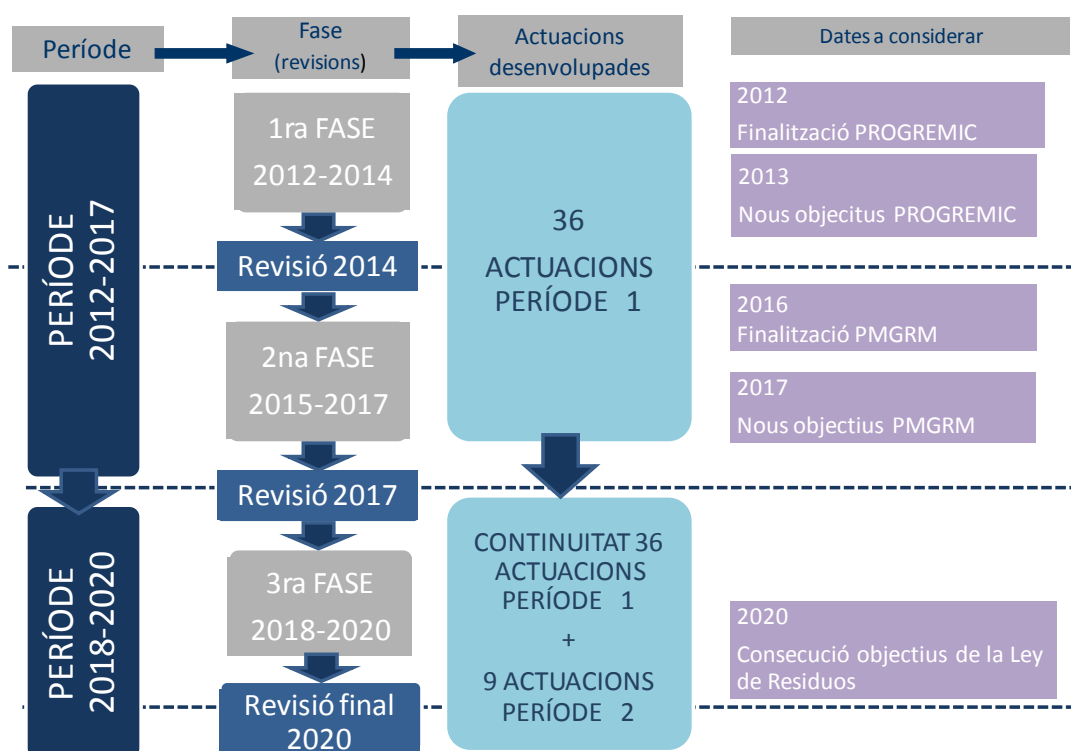 Període
Fase
(revisions)
Actuacions
desenvolupades
Dates a considerar
PERÍODE
2012-2017
1ra FASE
2012-2014
Revisió 2014
2na FASE
2015-2017
Revisió 2017
36
ACTUACIONS
PERÍODE 1
2012
Finalització PROGREMIC
2013
Nous objecitus PROGREMIC
2016
Finalització PMGRM
2017
Nous objectius PMGRM
PERÍODE
2018-2020
3ra FASE
2018-2020
Revisió final
2020
CONTINUITAT 36
ACTUACIONS
PERÍODE 1
+
9 ACTUACIONS
PERÍODE 2
2020
Consecució objectius de la Ley
de Residuos